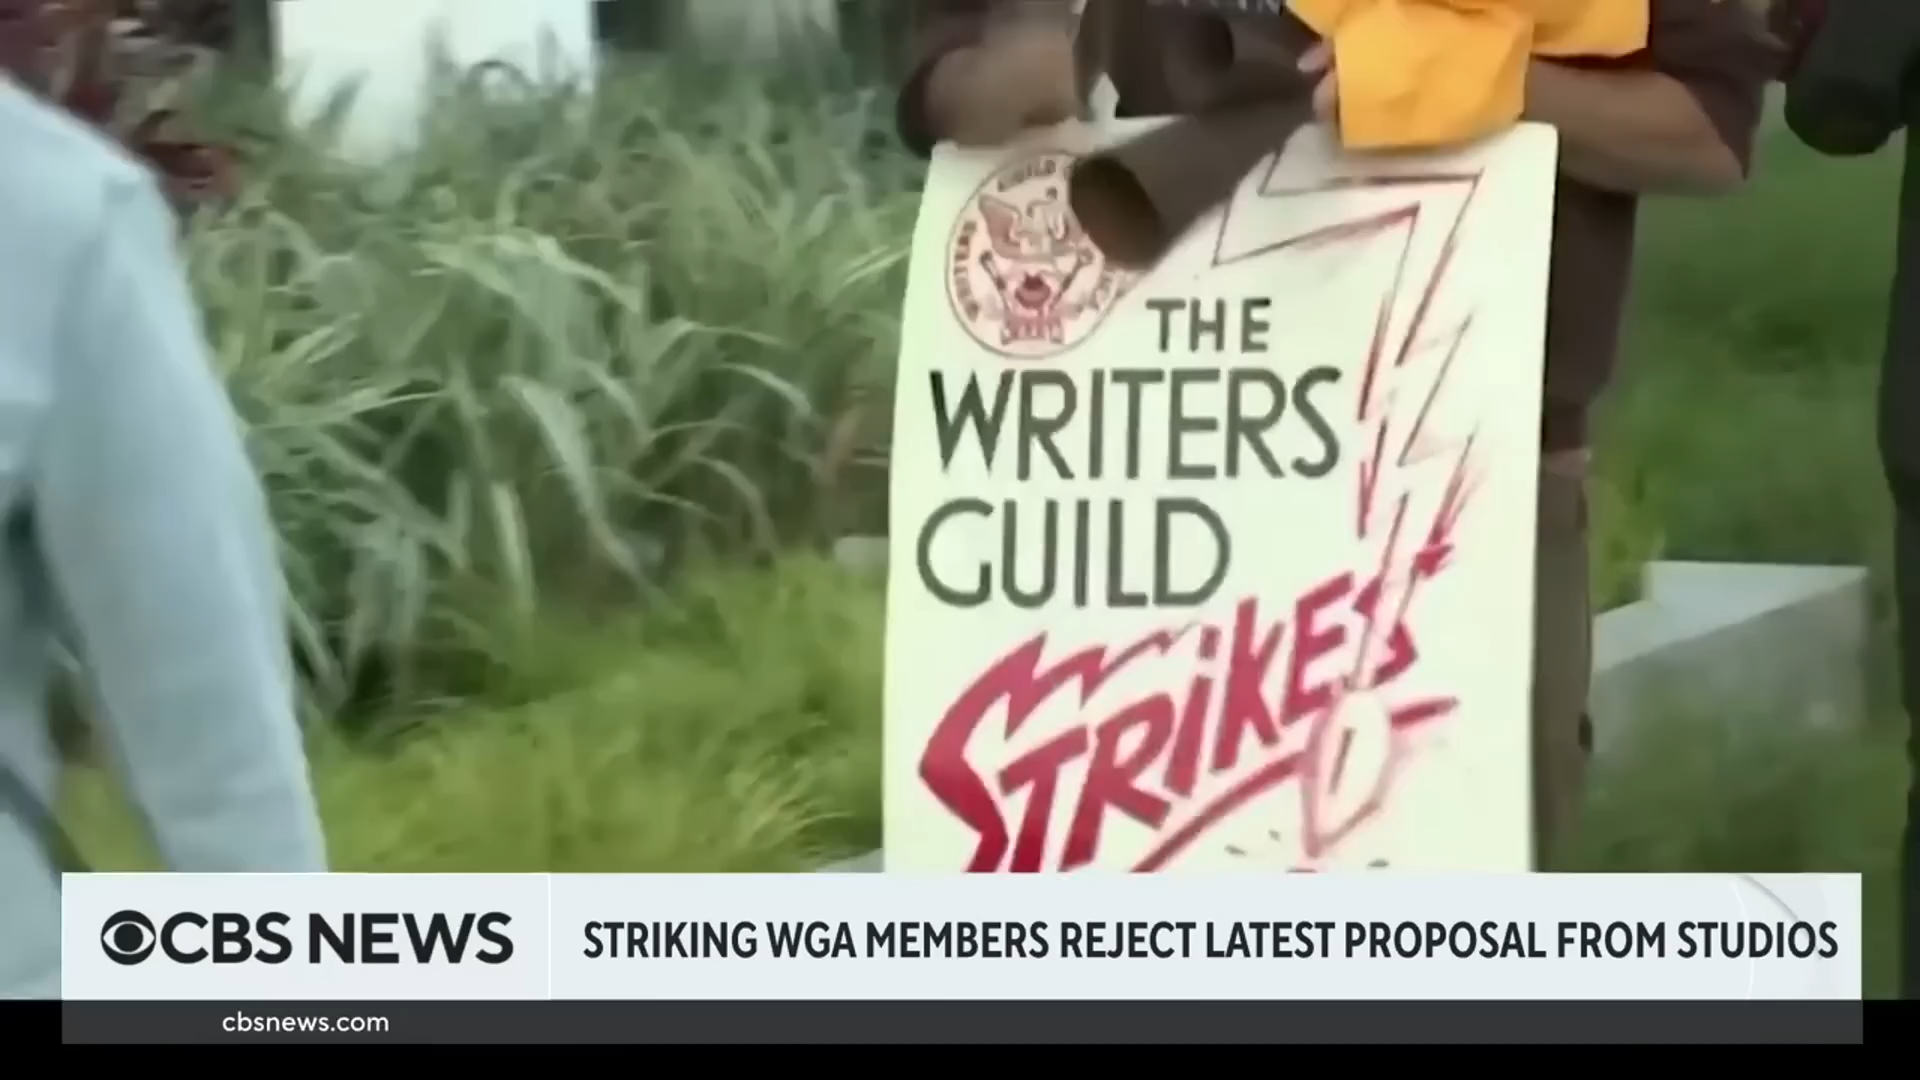 THE
WRITERS
GUILD
STRIKES
CBS NEWS
STRIKING WGA MEMBERS REJECT LATEST PROPOSAL FROM STUDIOS
cbsnews.com